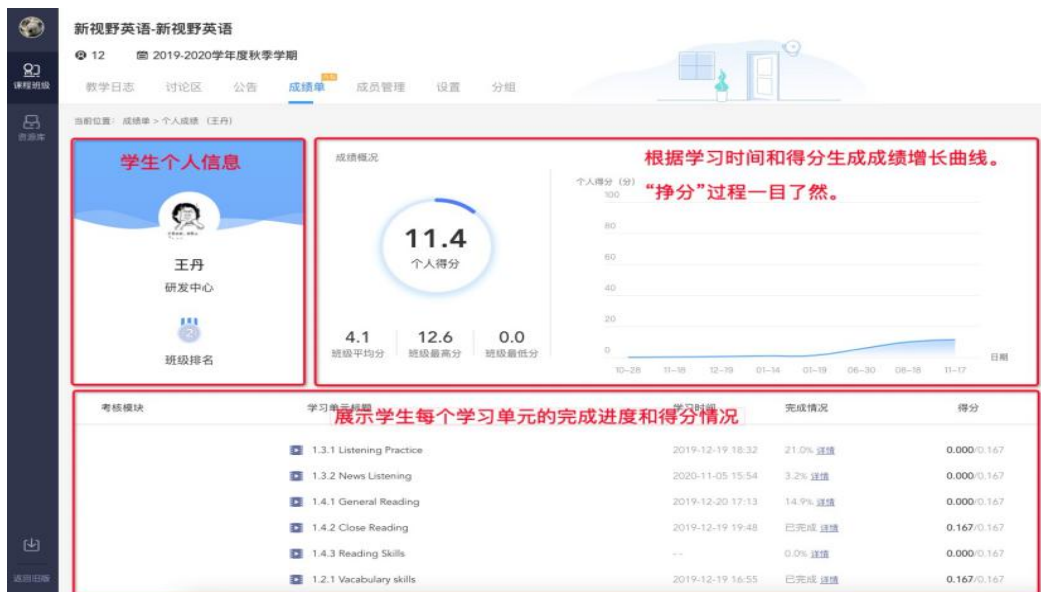 新视野英语-新视野英语
12 2019-2020学年度秋季学期
课程班级
教学日志 讨论区 公告 成绩单 成员管理 设置 分组
资源库
当前位置: 成绩单 > 个人成绩 (王丹)
学生个人信息
王丹
研发中心
2
班级排名
成绩概况
11.4
个人得分
4.1 12.6 0.0
班级平均分 班级最高分 班级最低分
根据学习时间和得分生成成绩增长曲线。
“挣分”过程一目了然。
个人得分 (分)
100
80
60
40
20
0
日期
10-28 11-18 12-19 01-14 01-19 06-30 08-18 11-17
考核模块 学习单元标题 学习时间 完成情况 得分
展示学生每个学习单元的完成进度和得分情况
1.3.1 Listening Practice 2019-12-19 18:32 21.0% 详情 0.000/0.167
1.3.2 News Listening 2020-11-05 15:54 3.2% 详情 0.000/0.167
1.4.1 General Reading 2019-12-20 17:13 14.9% 详情 0.000/0.167
1.4.2 Close Reading 2019-12-19 19:48 已完成 详情 0.167/0.167
1.4.3 Reading Skills -- 0.0% 详情 0.000/0.167
1.2.1 Vacabulary skills 2019-12-19 16:55 已完成 详情 0.167/0.167
返回旧版